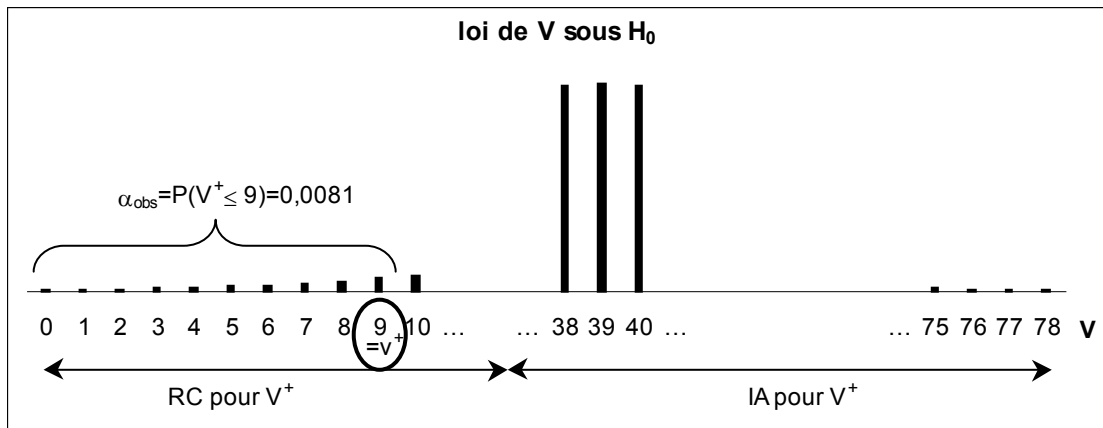 loi de V sous H₀
α_obs=P(V⁺ ≤ 9)=0,0081
0 1 2 3 4 5 6 7 8 9 10 … … 38 39 40 … … 75 76 77 78 v
=v⁺
RC pour V⁺ IA pour V⁺